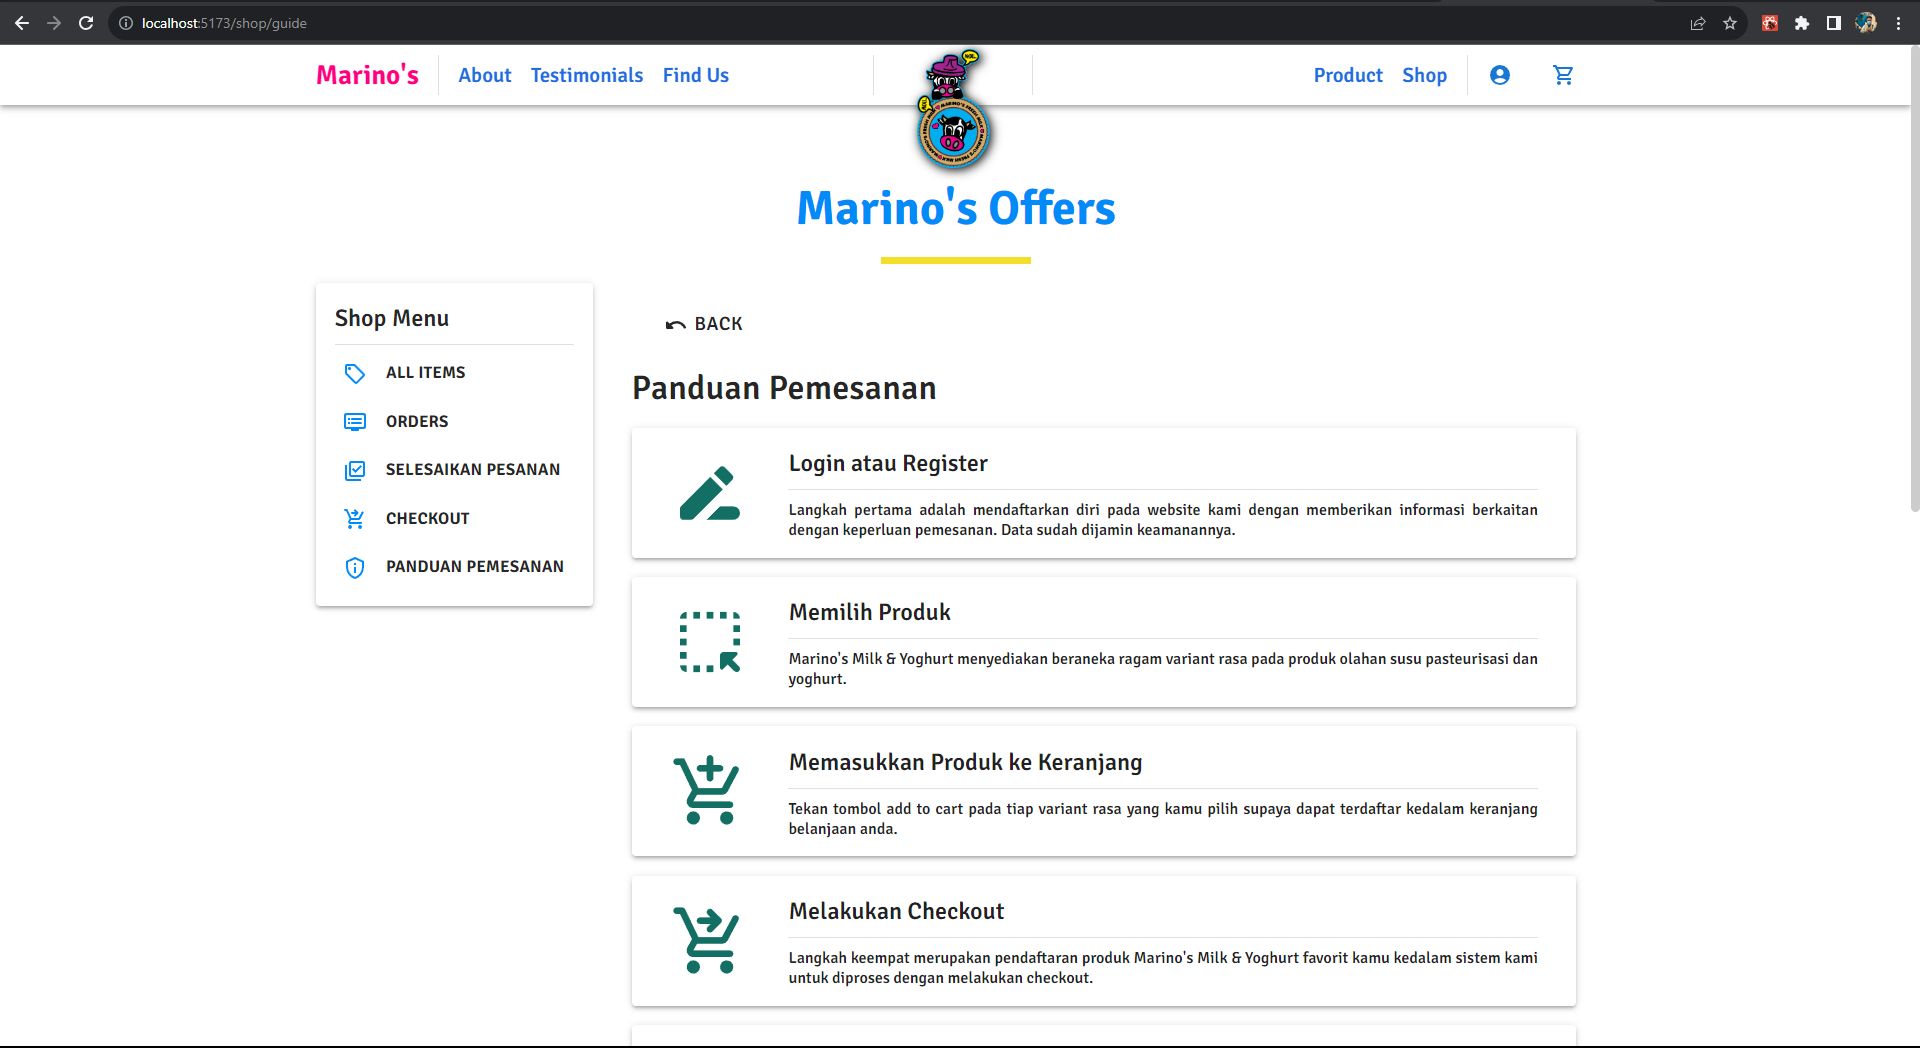 localhost:5173/shop/guide
Marino's
About Testimonials Find Us
Product Shop
Marino's Offers
Shop Menu
ALL ITEMS
ORDERS
SELESAIKAN PESANAN
CHECKOUT
PANDUAN PEMESANAN
BACK
Panduan Pemesanan
Login atau Register
Langkah pertama adalah mendaftarkan diri pada website kami dengan memberikan informasi berkaitan
dengan keperluan pemesanan. Data sudah dijamin keamanannya.
Memilih Produk
Marino's Milk & Yoghurt menyediakan beraneka ragam variant rasa pada produk olahan susu pasteurisasi dan
yoghurt.
Memasukkan Produk ke Keranjang
Tekan tombol add to cart pada tiap variant rasa yang kamu pilih supaya dapat terdaftar kedalam keranjang
belanjaan anda.
Melakukan Checkout
Langkah keempat merupakan pendaftaran produk Marino's Milk & Yoghurt favorit kamu kedalam sistem kami
untuk diproses dengan melakukan checkout.